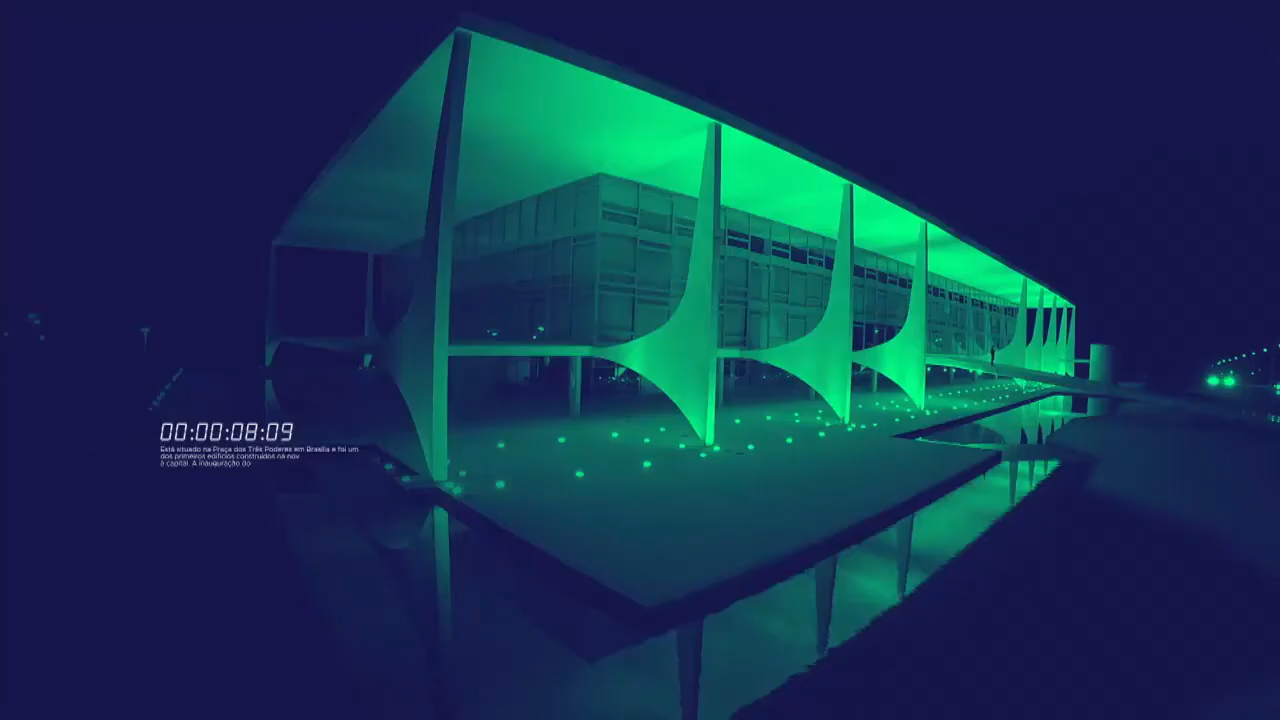 00:00:08:09
Está situado na Praça dos Três Poderes em Brasília e foi um
dos primeiros edifícios construídos na nov
a capital. A inauguração do